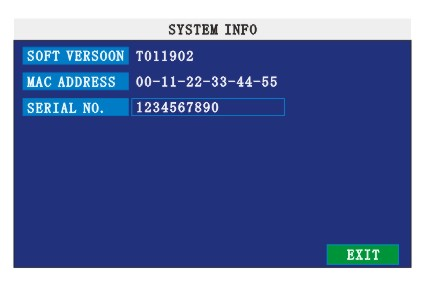 SYSTEM INFO
SOFT VERSOON T011902
MAC ADDRESS 00-11-22-33-44-55
SERIAL NO. 1234567890
EXIT